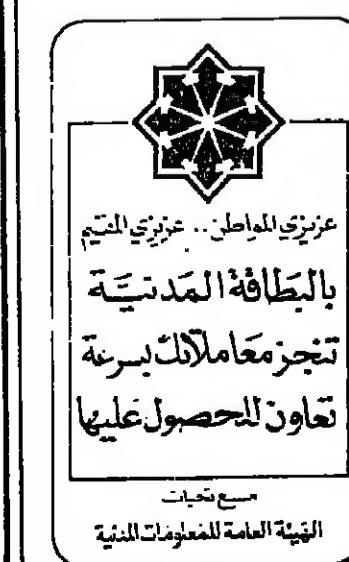 عزيزي المواطن.. عزيزي المقيم
بالبطاقة المدنية
تنجز معاملاتك بسرعة
تعاون للحصول عليها
مع تحيات
الهيئة العامة للمعلومات المدنية